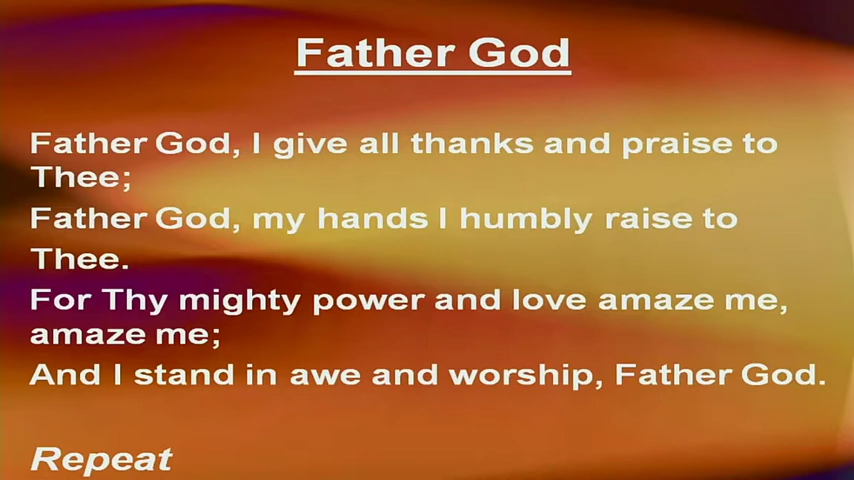 Father God
Father God, I give all thanks and praise to
Thee;
Father God, my hands I humbly raise to
Thee.
For Thy mighty power and love amaze me,
amaze me;
And I stand in awe and worship, Father God.
Repeat